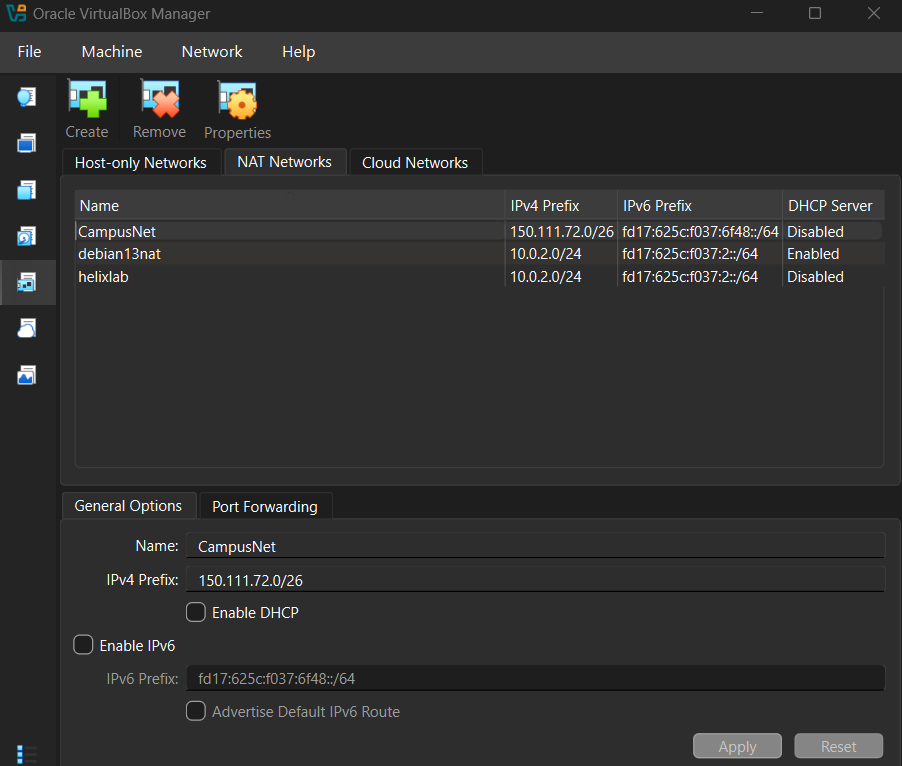 Oracle VirtualBox Manager
File Machine Network Help
Create Remove Properties
Host-only Networks NAT Networks Cloud Networks
Name IPv4 Prefix IPv6 Prefix DHCP Server
CampusNet 150.111.72.0/26 fd17:625c:f037:6f48::/64 Disabled
debian13nat 10.0.2.0/24 fd17:625c:f037:2::/64 Enabled
helixlab 10.0.2.0/24 fd17:625c:f037:2::/64 Disabled
General Options Port Forwarding
Name: CampusNet
IPv4 Prefix: 150.111.72.0/26
Enable DHCP
Enable IPv6
IPv6 Prefix: fd17:625c:f037:6f48::/64
Advertise Default IPv6 Route
Apply Reset